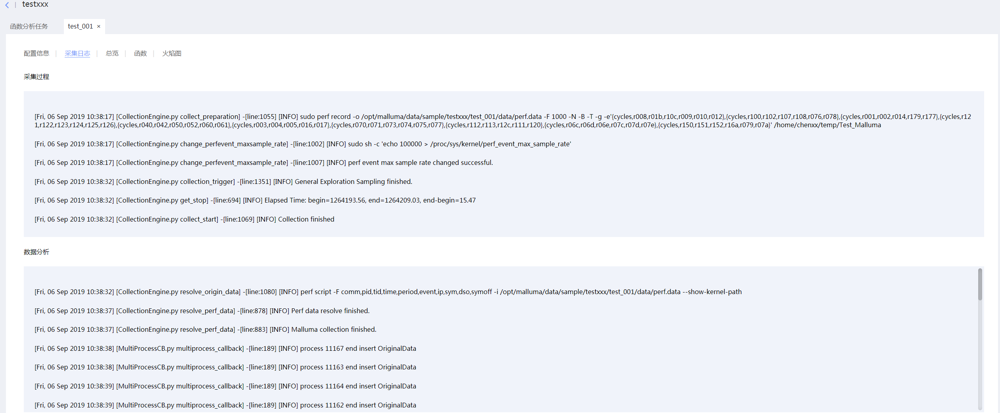 testxxx
函数分析任务
test_001 ×
配置信息 | 采集日志 | 总览 | 函数 | 火焰图
采集过程
[Fri, 06 Sep 2019 10:38:17] [CollectionEngine.py collect_preparation] -[line:1055] [INFO] sudo perf record -o /opt/malluma/data/sample/testxxx/test_001/data/perf.data -F 1000 -N -B -T -g -e'{cycles,r008,r01b,r10c,r009,r010,r012},{cycles,r100,r102,r107,r108,r076,r078},{cycles,r001,r002,r014,r179,r177},{cycles,r12
1,r122,r123,r124,r125,r126},{cycles,r040,r042,r050,r052,r060,r061},{cycles,r003,r004,r005,r016,r017},{cycles,r070,r071,r073,r074,r075,r077},{cycles,r112,r113,r12c,r111,r120},{cycles,r06c,r06d,r06e,r07c,r07d,r07e},{cycles,r150,r151,r152,r16a,r079,r07a}' /home/chenxx/temp/Test_Malluma
[Fri, 06 Sep 2019 10:38:17] [CollectionEngine.py change_perfevent_maxsample_rate] -[line:1002] [INFO] sudo sh -c 'echo 100000 > /proc/sys/kernel/perf_event_max_sample_rate'
[Fri, 06 Sep 2019 10:38:17] [CollectionEngine.py change_perfevent_maxsample_rate] -[line:1007] [INFO] perf event max sample rate changed successful.
[Fri, 06 Sep 2019 10:38:32] [CollectionEngine.py collection_trigger] -[line:1351] [INFO] General Exploration Sampling finished.
[Fri, 06 Sep 2019 10:38:32] [CollectionEngine.py get_stop] -[line:694] [INFO] Elapsed Time: begin=1264193.56, end=1264209.03, end-begin=15.47
[Fri, 06 Sep 2019 10:38:32] [CollectionEngine.py collect_start] -[line:1069] [INFO] Collection finished
数据分析
[Fri, 06 Sep 2019 10:38:32] [CollectionEngine.py resolve_origin_data] -[line:1080] [INFO] perf script -F comm,pid,tid,time,period,event,ip,sym,dso,symoff -i /opt/malluma/data/sample/testxxx/test_001/data/perf.data --show-kernel-path
[Fri, 06 Sep 2019 10:38:37] [CollectionEngine.py resolve_perf_data] -[line:878] [INFO] Perf data resolve finished.
[Fri, 06 Sep 2019 10:38:37] [CollectionEngine.py resolve_perf_data] -[line:883] [INFO] Malluma collection finished.
[Fri, 06 Sep 2019 10:38:38] [MultiProcessCB.py multiprocess_callback] -[line:189] [INFO] process 11167 end insert OriginalData
[Fri, 06 Sep 2019 10:38:38] [MultiProcessCB.py multiprocess_callback] -[line:189] [INFO] process 11163 end insert OriginalData
[Fri, 06 Sep 2019 10:38:39] [MultiProcessCB.py multiprocess_callback] -[line:189] [INFO] process 11164 end insert OriginalData
[Fri, 06 Sep 2019 10:38:39] [MultiProcessCB.py multiprocess_callback] -[line:189] [INFO] process 11162 end insert OriginalData